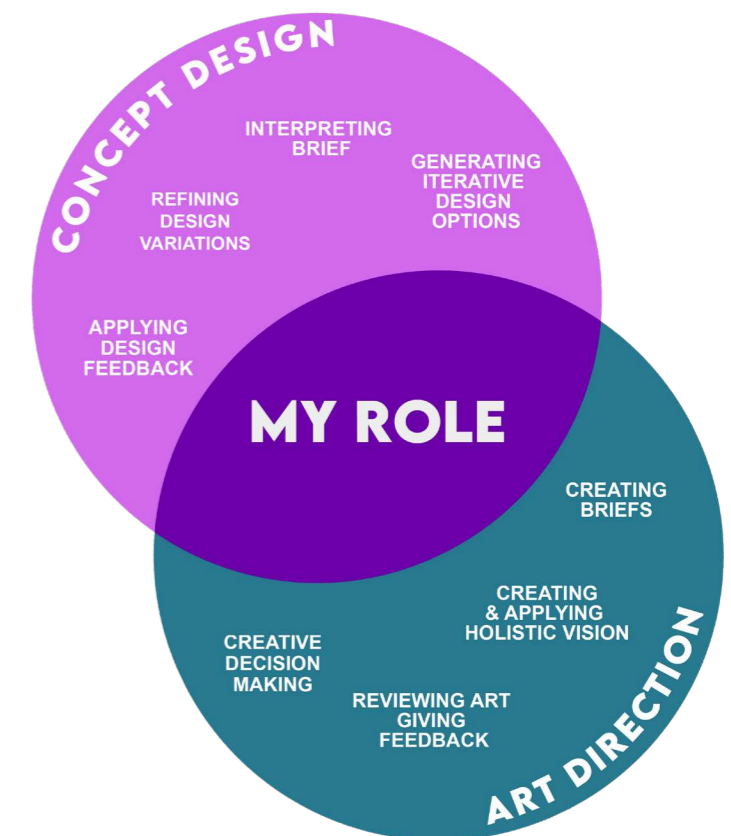 CONCEPT DESIGN
INTERPRETING
BRIEF
GENERATING
ITERATIVE
DESIGN
OPTIONS
REFINING
DESIGN
VARIATIONS
APPLYING
DESIGN
FEEDBACK
MY ROLE
CREATING
BRIEFS
CREATING
& APPLYING
HOLISTIC VISION
CREATIVE
DECISION
MAKING
REVIEWING ART
GIVING
FEEDBACK
ART DIRECTION